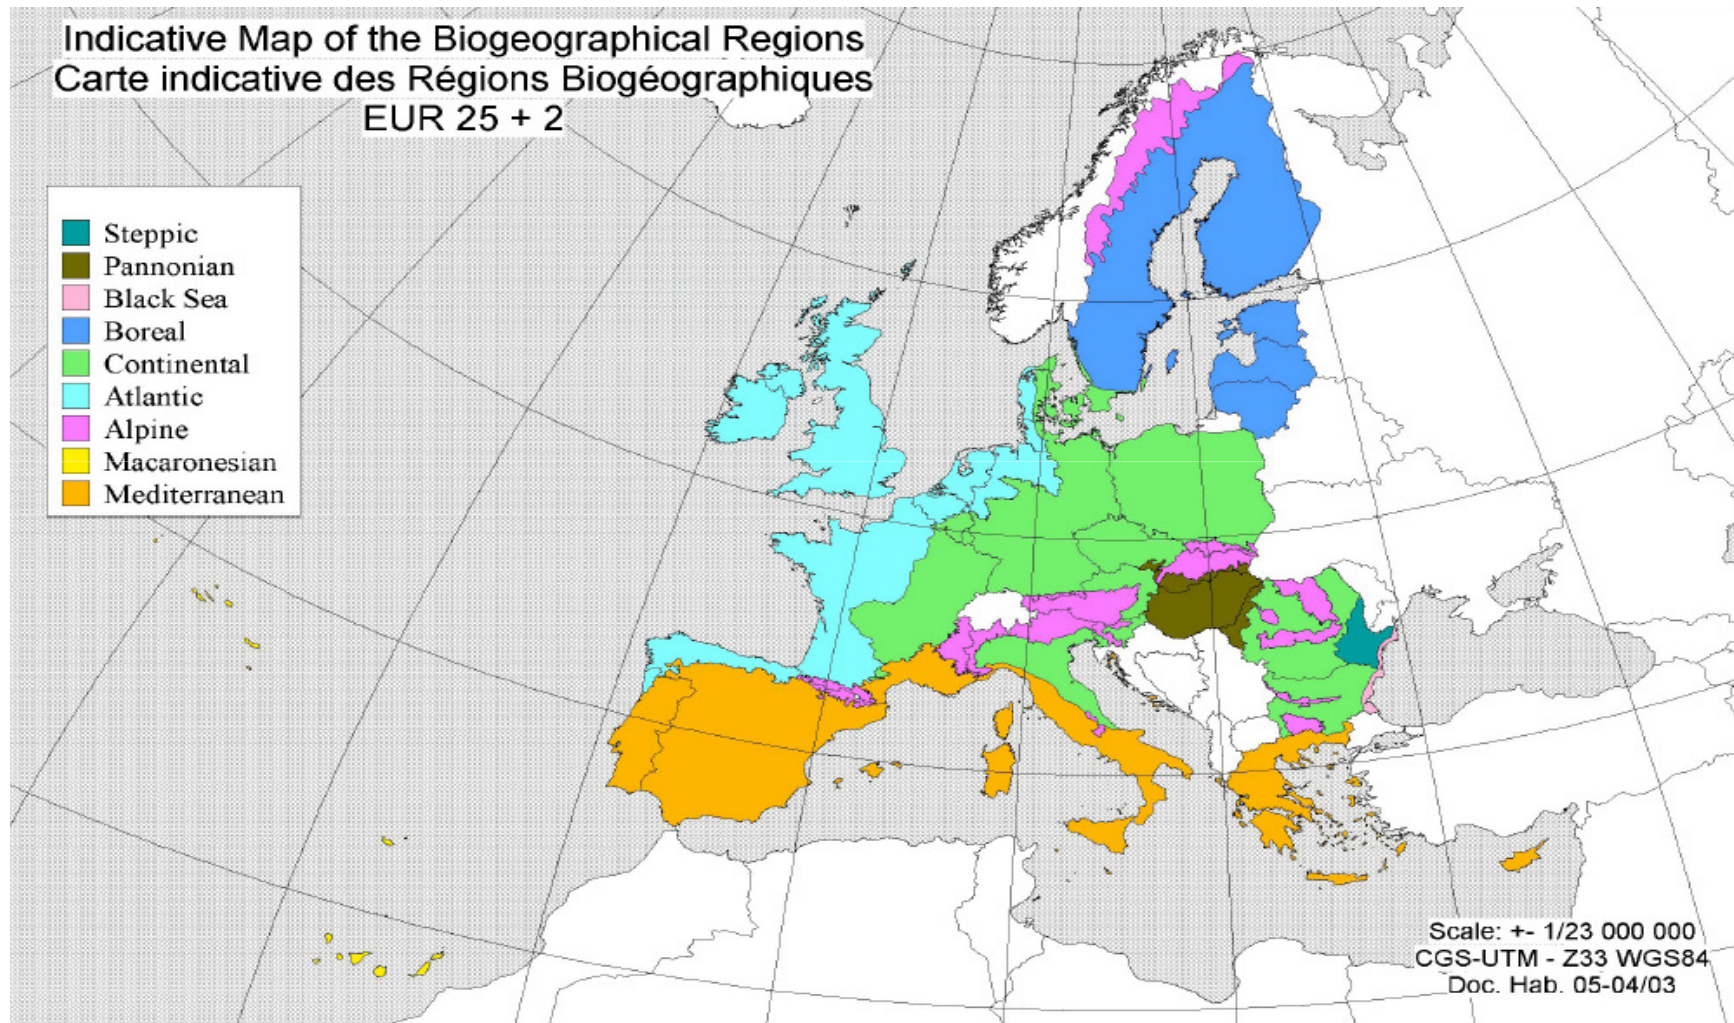 Indicative Map of the Biogeographical Regions
Carte indicative des Régions Biogéographiques
EUR 25 + 2
Steppic
Pannonian
Black Sea
Boreal
Continental
Atlantic
Alpine
Macaronesian
Mediterranean
Scale: +- 1/23 000 000
CGS-UTM - Z33 WGS84
Doc. Hab. 05-04/03